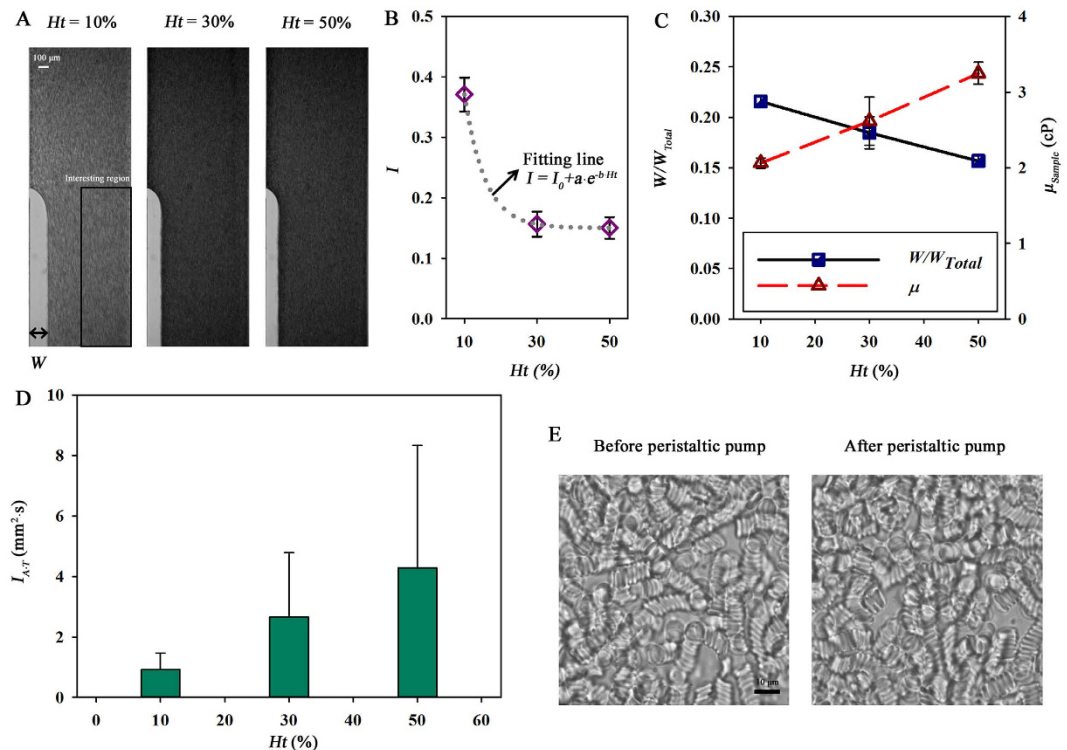 A
Ht = 10%
Ht = 30%
Ht = 50%
100 μm
Interesting region
W
B
I
0.5
0.4
0.3
0.2
0.1
0.0
Fitting line
I = I0+a·e-b·Ht
10
30
50
Ht (%)
C
W/WTotal
0.30
0.25
0.20
0.15
0.10
0.05
0.00
W/WTotal
μ
10
20
30
40
50
Ht (%)
4
3
2
1
0
μSample (cP)
D
IA-T (mm2·s)
10
8
6
4
2
0
0
10
20
30
40
50
60
Ht (%)
E
Before peristaltic pump
After peristaltic pump
10 μm